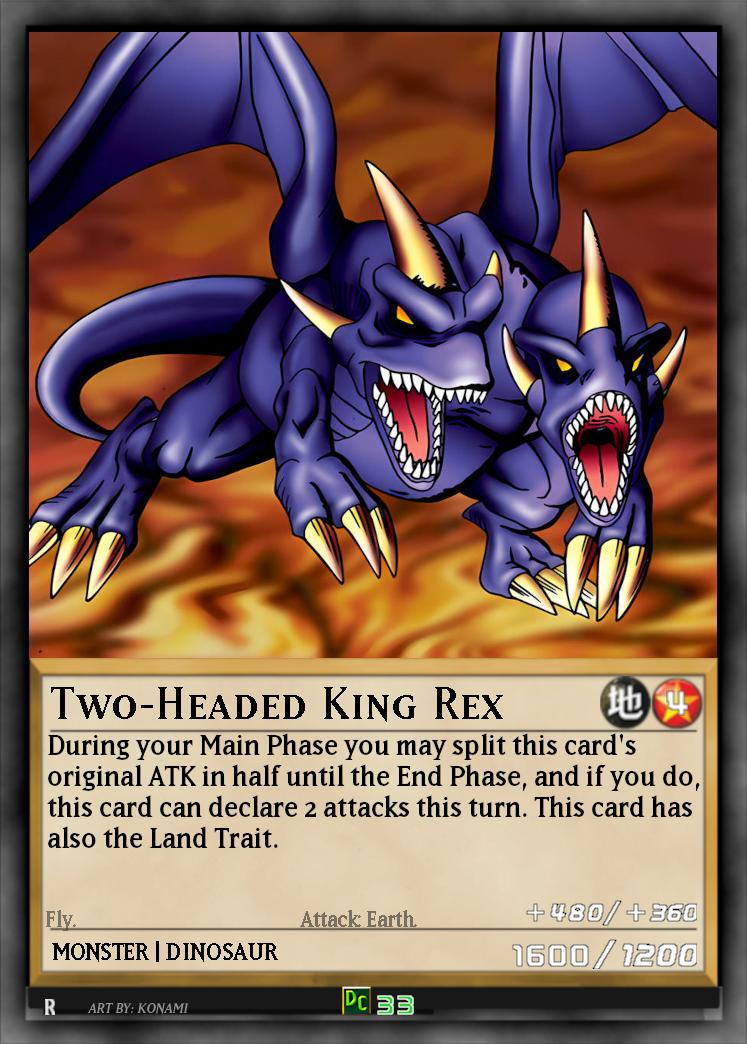 Two-Headed King Rex 地 4
During your Main Phase you may split this card's
original ATK in half until the End Phase, and if you do,
this card can declare 2 attacks this turn. This card has
also the Land Trait.
Fly. Attack: Earth. +480/+360
MONSTER | DINOSAUR 1600/1200
R ART BY: KONAMI DC 33